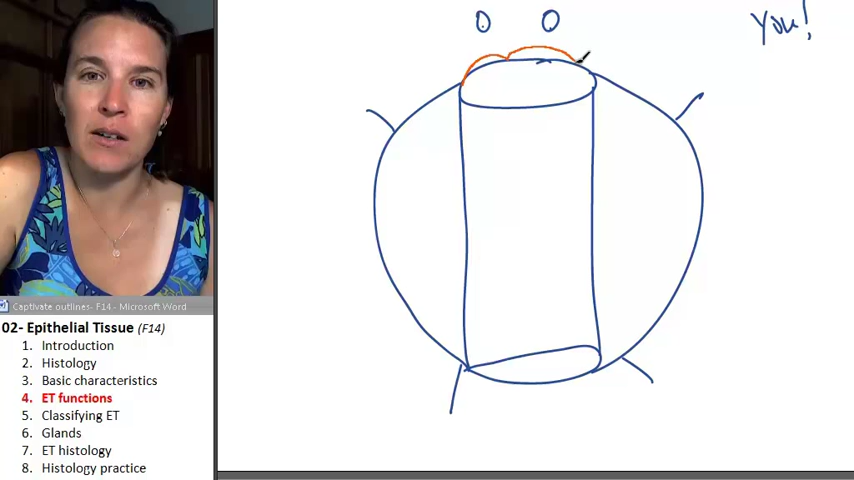 You!
Captivate outlines- F14 - Microsoft Word
02- Epithelial Tissue (F14)
1. Introduction
2. Histology
3. Basic characteristics
4. ET functions
5. Classifying ET
6. Glands
7. ET histology
8. Histology practice